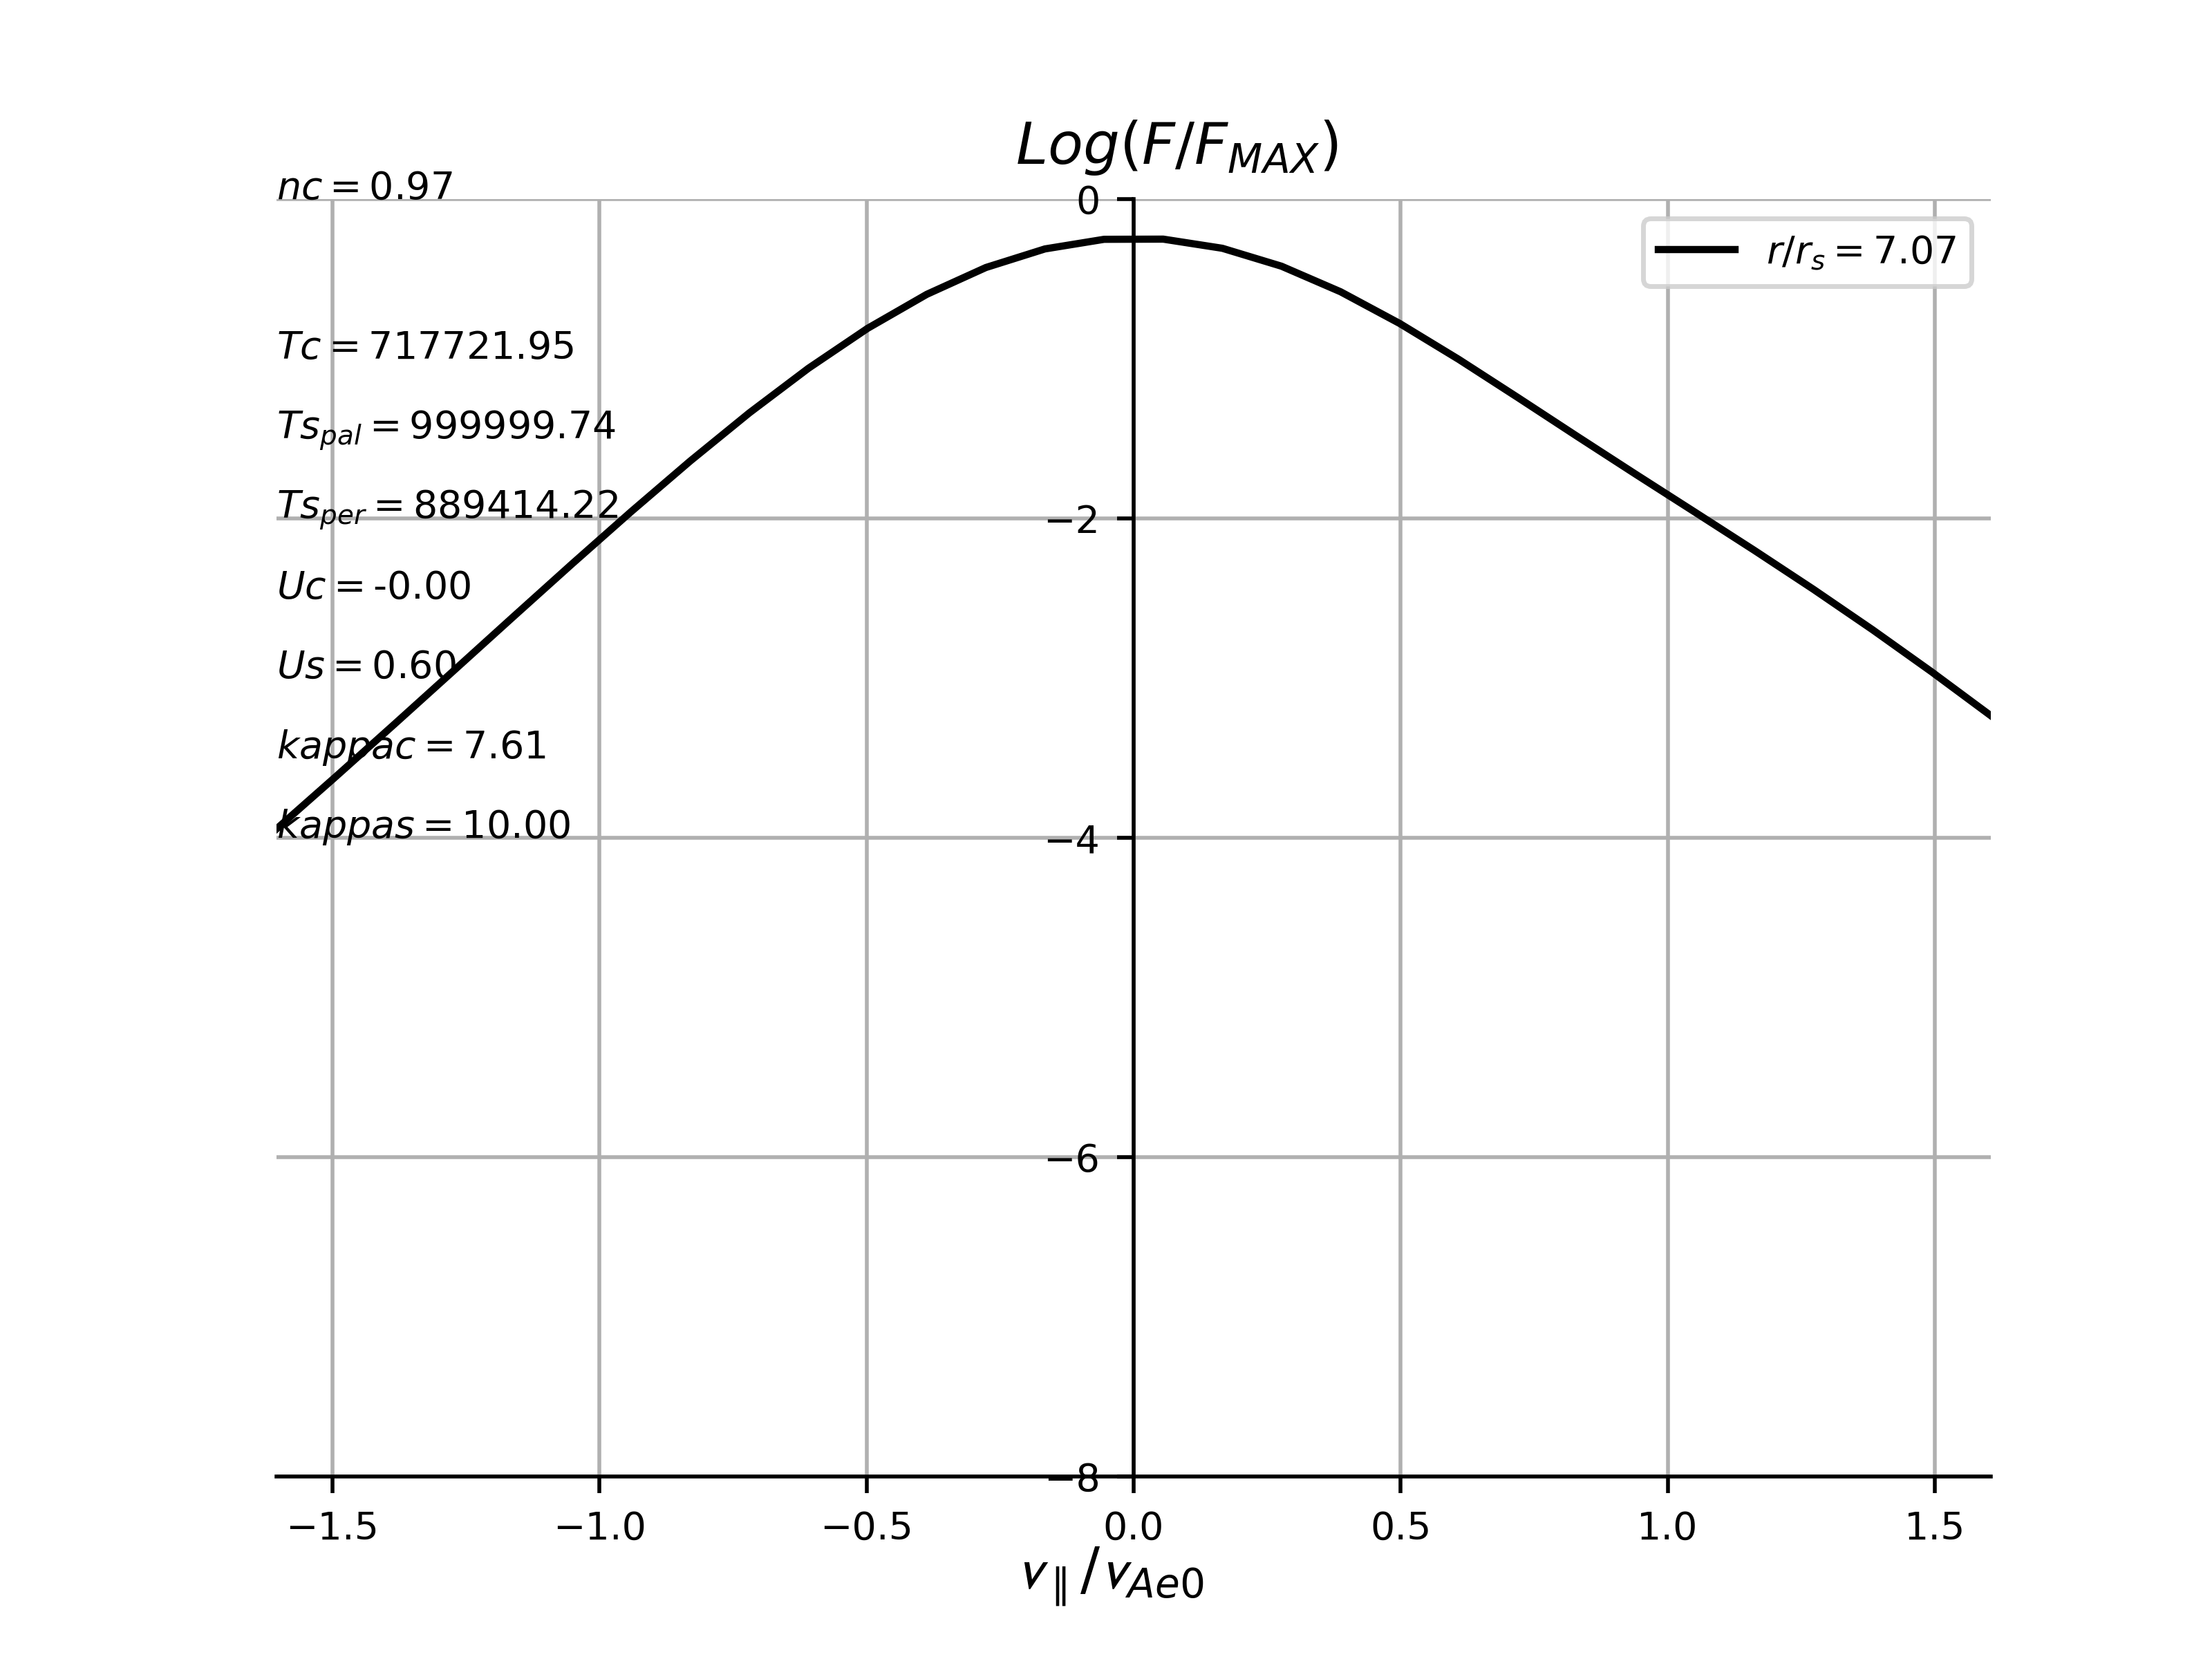 Log(F/F_MAX)
nc = 0.97
0
r/r_s = 7.07
Tc = 717721.95
Ts_pal = 999999.74
Ts_per = 889414.22
−2
Uc = -0.00
Us = 0.60
kappac = 7.61
kappas = 10.00
−4
−6
−8
−1.5 −1.0 −0.5 0.0 0.5 1.0 1.5
v_∥/v_Ae0